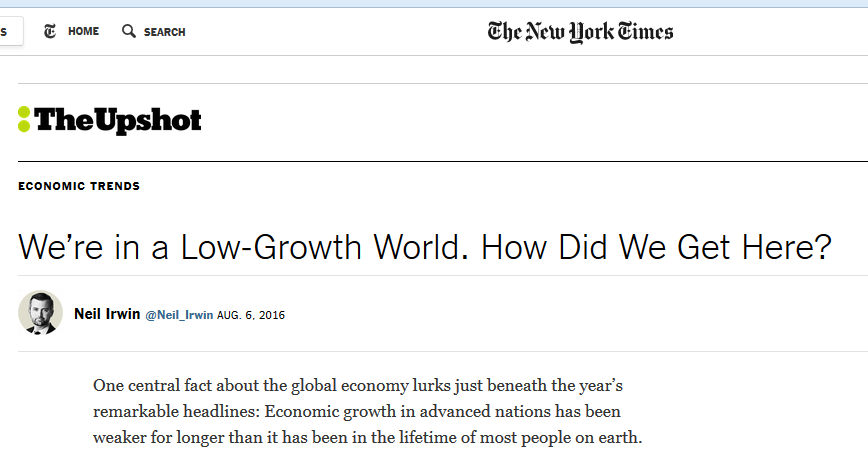 S HOME SEARCH The New York Times
TheUpshot
ECONOMIC TRENDS
We’re in a Low-Growth World. How Did We Get Here?
Neil Irwin @Neil_Irwin AUG. 6, 2016
One central fact about the global economy lurks just beneath the year’s
remarkable headlines: Economic growth in advanced nations has been
weaker for longer than it has been in the lifetime of most people on earth.